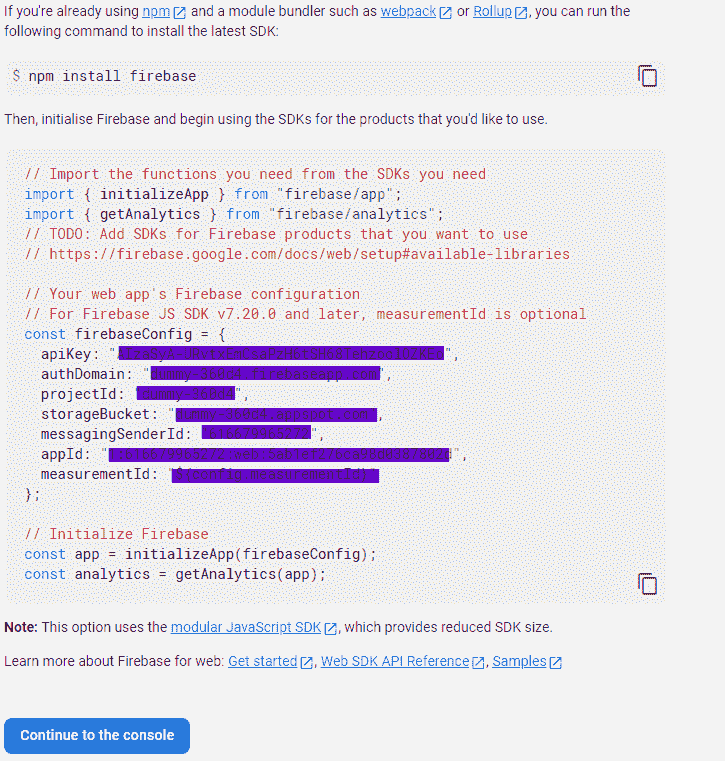 If you're already using npm and a module bundler such as webpack or Rollup, you can run the
following command to install the latest SDK:
$ npm install firebase
Then, initialise Firebase and begin using the SDKs for the products that you'd like to use.
// Import the functions you need from the SDKs you need
import { initializeApp } from "firebase/app";
import { getAnalytics } from "firebase/analytics";
// TODO: Add SDKs for Firebase products that you want to use
// https://firebase.google.com/docs/web/setup#available-libraries
// Your web app's Firebase configuration
// For Firebase JS SDK v7.20.0 and later, measurementId is optional
const firebaseConfig = {
apiKey: "",
authDomain: "",
projectId: "",
storageBucket: "",
messagingSenderId: "",
appId: "",
measurementId: "
};
// Initialize Firebase
const app = initializeApp(firebaseConfig);
const analytics = getAnalytics(app);
Note: This option uses the modular JavaScript SDK, which provides reduced SDK size.
Learn more about Firebase for web: Get started, Web SDK API Reference, Samples
Continue to the console